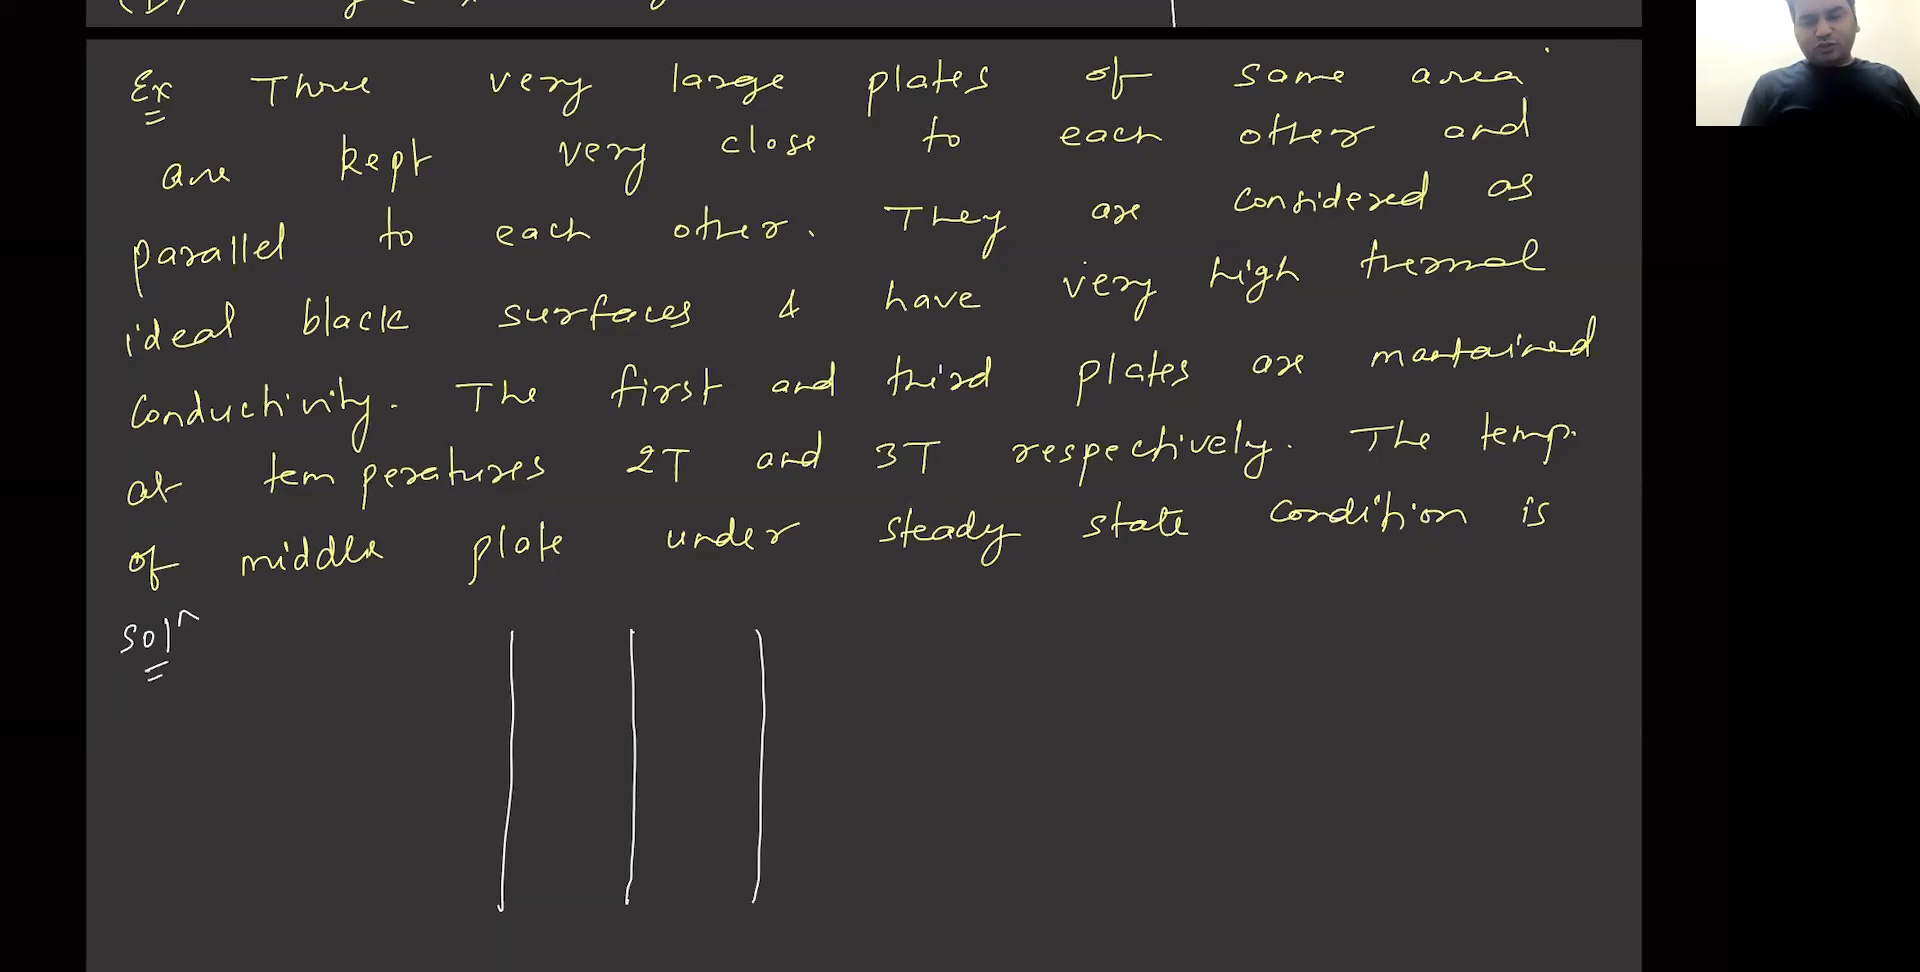 Ex Three very large plates of same area
are kept very close to each other and
parallel to each other. They are considered as
ideal black surfaces & have very high thermal
conductivity. The first and third plates are maintained
at temperatures 2T and 3T respectively. The temp.
of middle plate under steady state condition is
Solⁿ